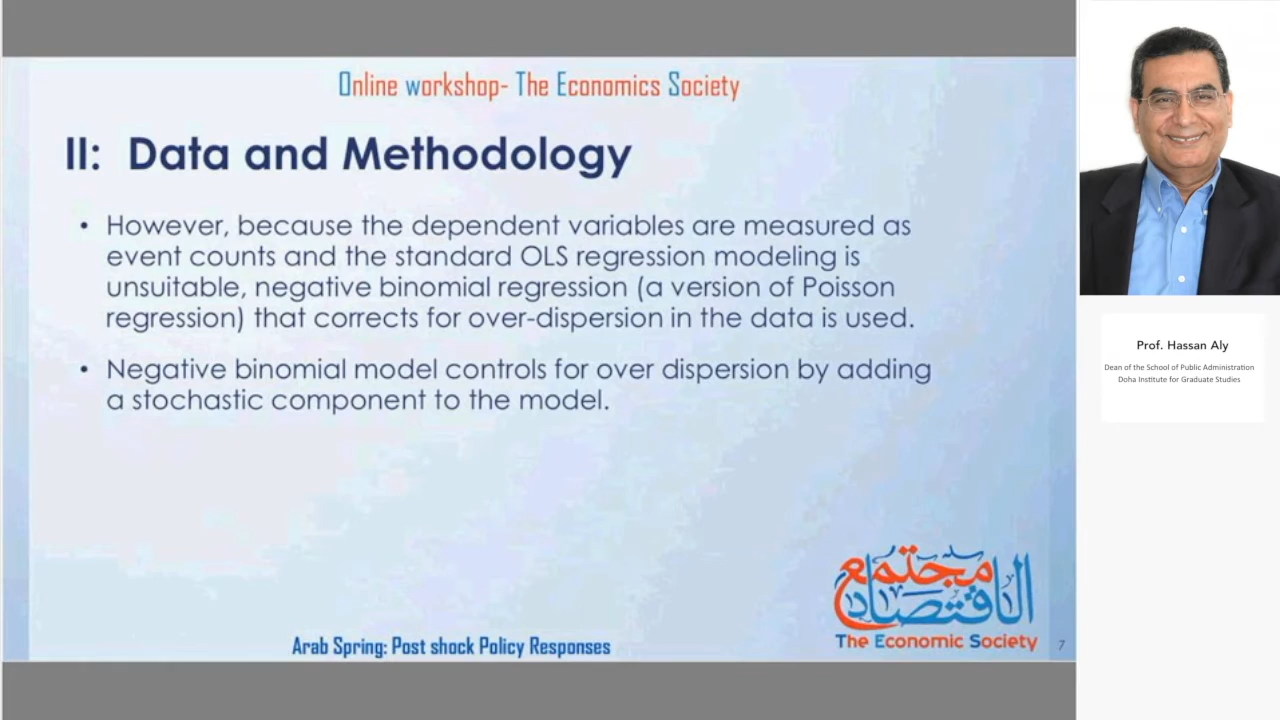 Online workshop- The Economics Society
II: Data and Methodology
• However, because the dependent variables are measured as
event counts and the standard OLS regression modeling is
unsuitable, negative binomial regression (a version of Poisson
regression) that corrects for over-dispersion in the data is used.
• Negative binomial model controls for over dispersion by adding
a stochastic component to the model.
مجتمع
الاقتصاد
The Economic Society
Arab Spring: Post shock Policy Responses
7
Prof. Hassan Aly
Dean of the School of Public Administration
Doha Institute for Graduate Studies